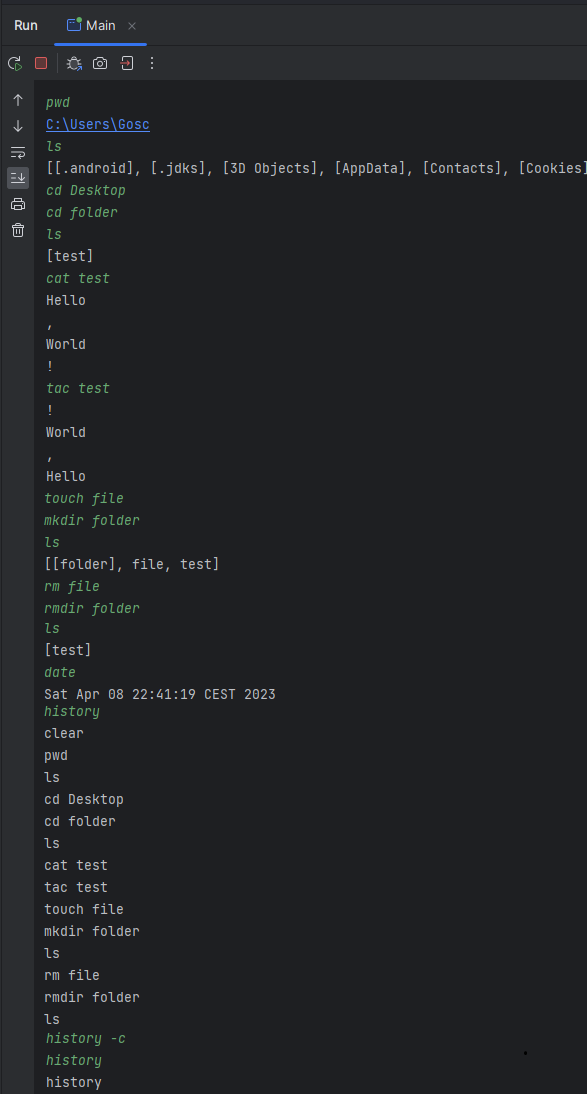 Run Main
pwd
C:\Users\Gosc
ls
[[.android], [.jdks], [3D Objects], [AppData], [Contacts], [Cookies]
cd Desktop
cd folder
ls
[test]
cat test
Hello
,
World
!
tac test
!
World
,
Hello
touch file
mkdir folder
ls
[[folder], file, test]
rm file
rmdir folder
ls
[test]
date
Sat Apr 08 22:41:19 CEST 2023
history
clear
pwd
ls
cd Desktop
cd folder
ls
cat test
tac test
touch file
mkdir folder
ls
rm file
rmdir folder
ls
history -c
history
history